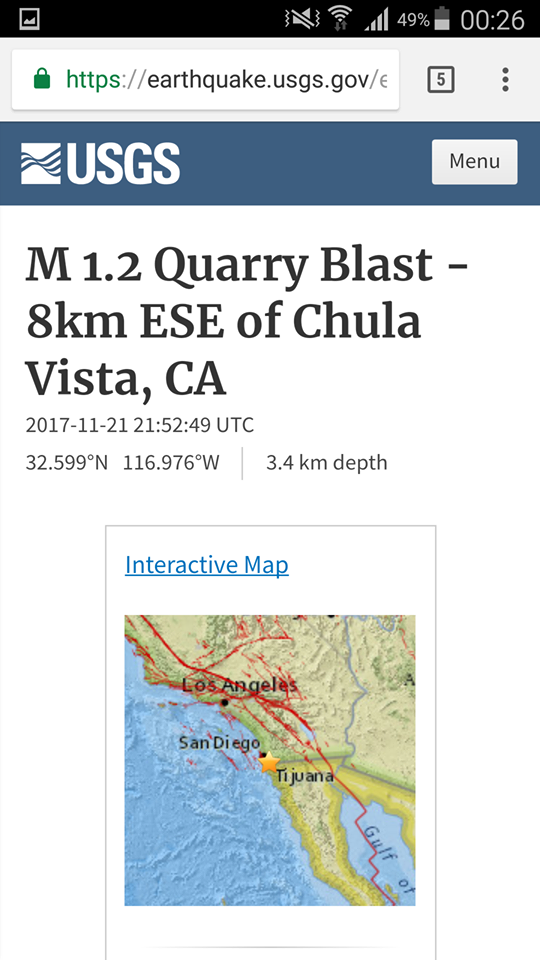 49% 00:26
https://earthquake.usgs.gov/e
5
USGS
Menu
M 1.2 Quarry Blast -
8km ESE of Chula
Vista, CA
2017-11-21 21:52:49 UTC
32.599°N 116.976°W 3.4 km depth
Interactive Map
A
Los Angeles
San Diego
Tijuana
Gulf of